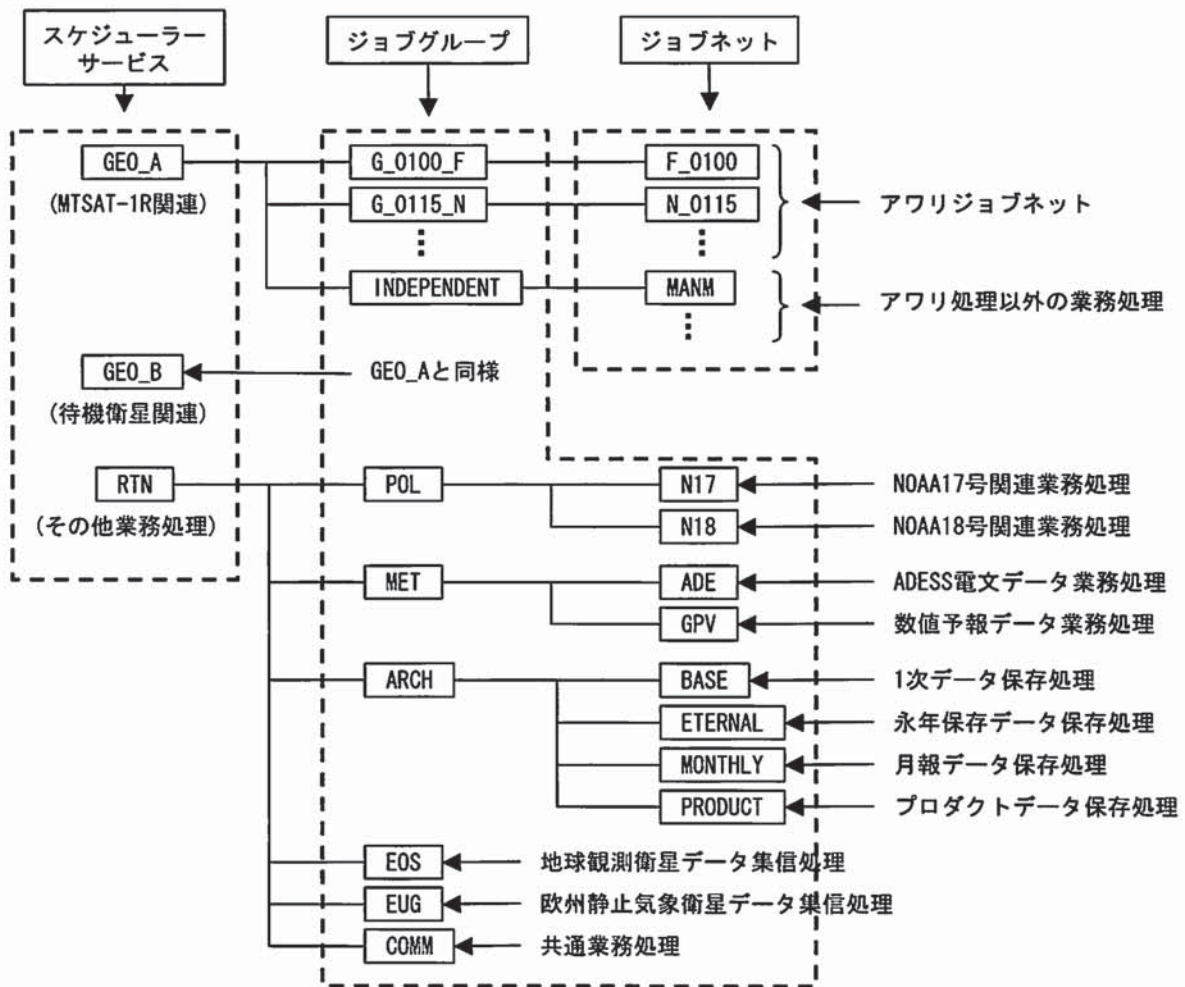 スケジューラー
サービス
ジョブグループ
ジョブネット
GEO_A
(MTSAT-1R関連)
G_0100_F
F_0100
G_0115_N
N_0115
アワリジョブネット
INDEPENDENT
MANM
アワリ処理以外の業務処理
GEO_B
GEO_Aと同様
(待機衛星関連)
RTN
(その他業務処理)
POL
N17
NOAA17号関連業務処理
N18
NOAA18号関連業務処理
MET
ADE
ADESS電文データ業務処理
GPV
数値予報データ業務処理
ARCH
BASE
1次データ保存処理
ETERNAL
永年保存データ保存処理
MONTHLY
月報データ保存処理
PRODUCT
プロダクトデータ保存処理
EOS
地球観測衛星データ集信処理
EUG
欧州静止気象衛星データ集信処理
COMM
共通業務処理